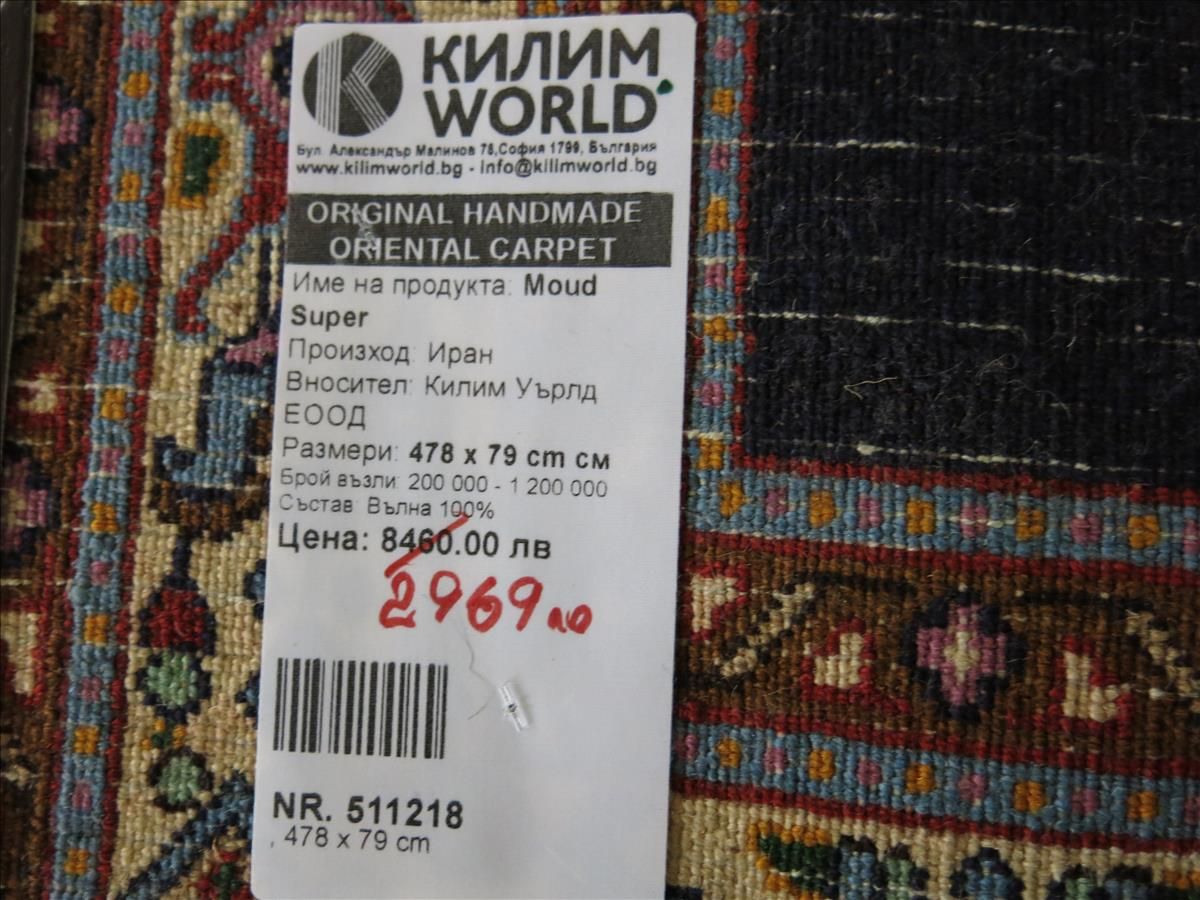 КИЛИМ
WORLD
Бул. Александър Малинов 78,София 1799, България
www.kilimworld.bg - info@kilimworld.bg
ORIGINAL HANDMADE
ORIENTAL CARPET
Име на продукта: Moud
Super
Произход: Иран
Вносител: Килим Уърлд
ЕООД
Размери: 478 x 79 cm см
Брой възли: 200 000 - 1 200 000
Състав: Вълна 100%
Цена: 8460.00 лв
2969 лв
NR. 511218
, 478 x 79 cm